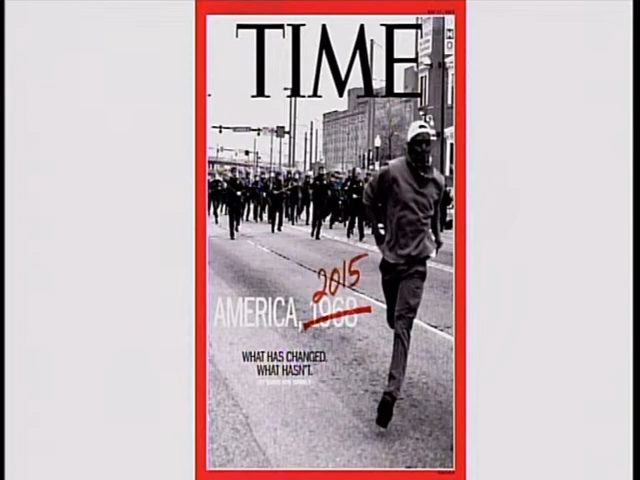 TIME
2015
AMERICA, 1968
WHAT HAS CHANGED.
WHAT HASN'T.